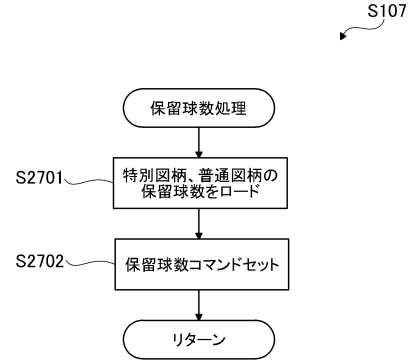 S107
保留球数処理
S2701
特別図柄、普通図柄の
保留球数をロード
S2702
保留球数コマンドセット
リターン